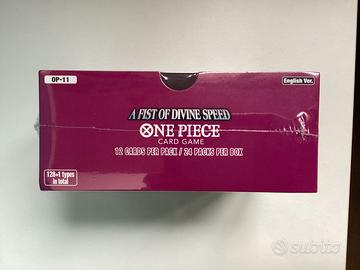 OP-11
English Ver.
A FIST OF DIVINE SPEED
ONE PIECE
CARD GAME
12 CARDS PER PACK / 24 PACKS PER BOX
128+1 types
in total
subito